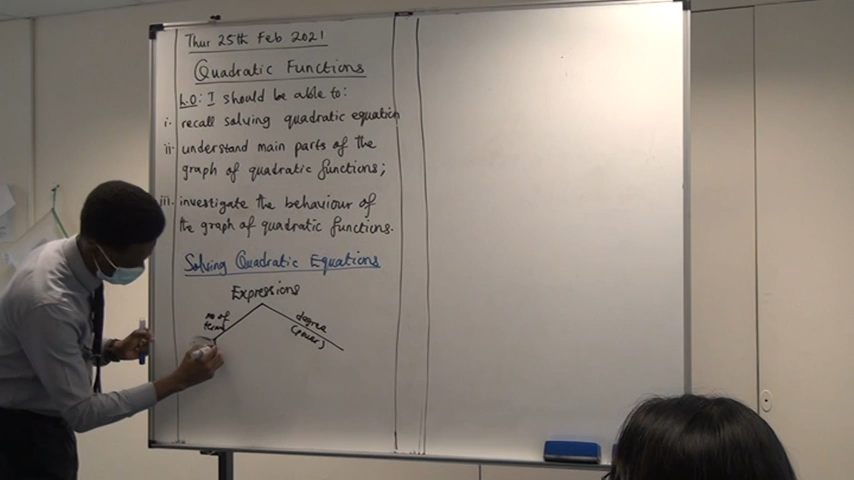 Thur 25th Feb 2021
Quadratic Functions
L.O: I should be able to:
i. recall solving quadratic equation
ii. understand main parts of the
graph of quadratic functions;
iii. investigate the behaviour of
the graph of quadratic functions.
Solving Quadratic Equations
Expressions
no of
term
degree
(power)